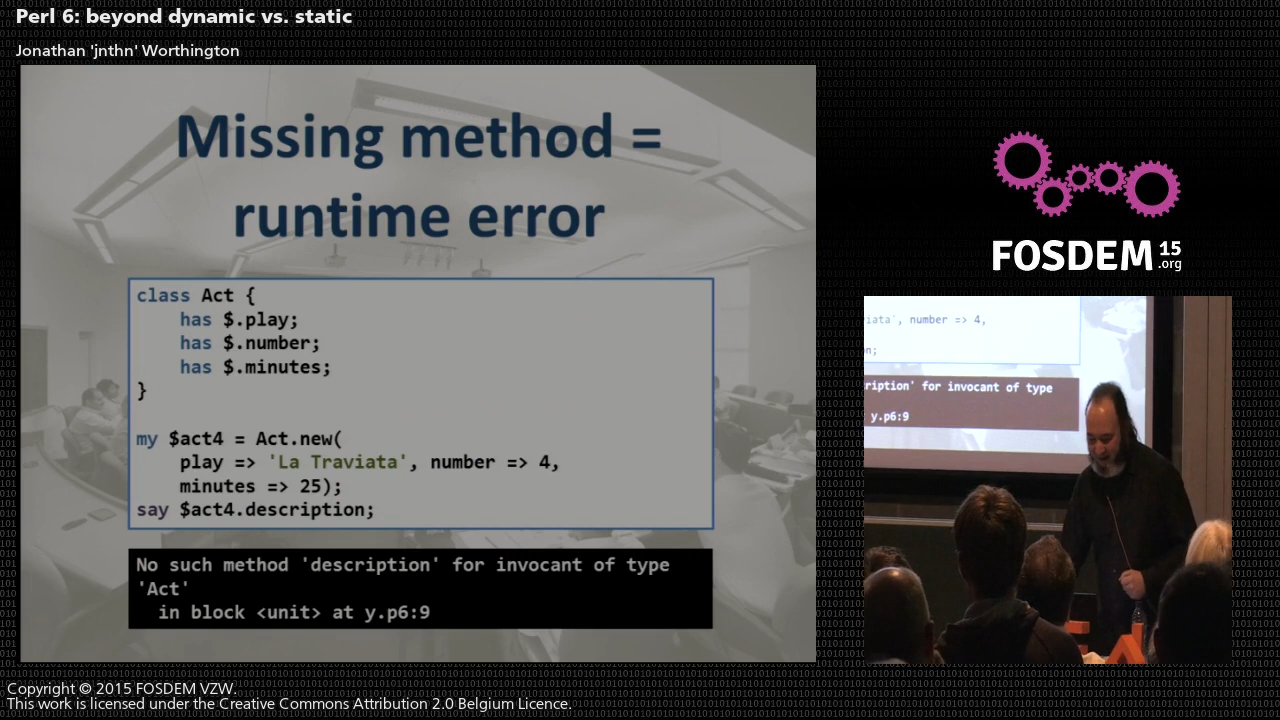 Perl 6: beyond dynamic vs. static
Jonathan 'jnthn' Worthington
Missing method =
runtime error
class Act {
    has $.play;
    has $.number;
    has $.minutes;
}
my $act4 = Act.new(
    play => 'La Traviata', number => 4,
    minutes => 25);
say $act4.description;
No such method 'description' for invocant of type
'Act'
  in block <unit> at y.p6:9
FOSDEM 15
.org
iata', number => 4,
n;
ription' for invocant of type
y.p6:9
Copyright © 2015 FOSDEM VZW.
This work is licensed under the Creative Commons Attribution 2.0 Belgium Licence.